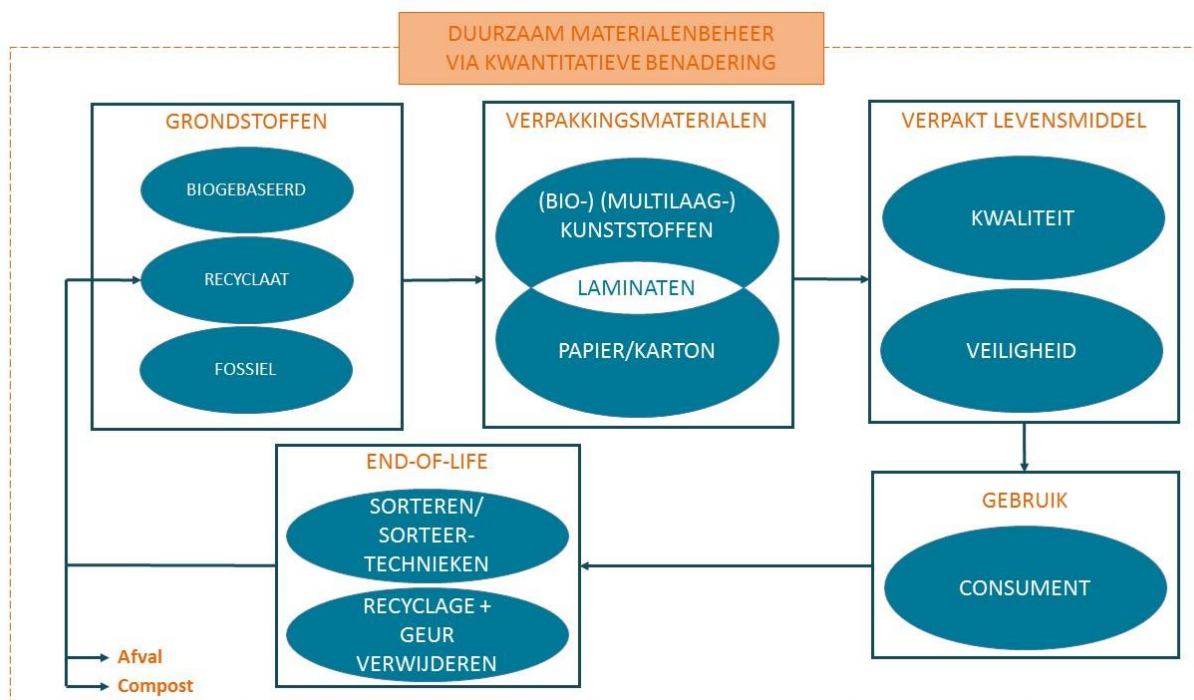 DUURZAAM MATERIALENBEHEER
VIA KWANTITATIEVE BENADERING
GRONDSTOFFEN
BIOGEBASEERD
RECYCLAAT
FOSSIEL
VERPAKKINGSMATERIALEN
(BIO-) (MULTILAAG-)
KUNSTSTOFFEN
LAMINATEN
PAPIER/KARTON
VERPAKT LEVENSMIDDEL
KWALITEIT
VEILIGHEID
GEBRUIK
CONSUMENT
END-OF-LIFE
SORTEREN/
SORTEER-
TECHNIEKEN
RECYCLAGE +
GEUR
VERWIJDEREN
Afval
Compost